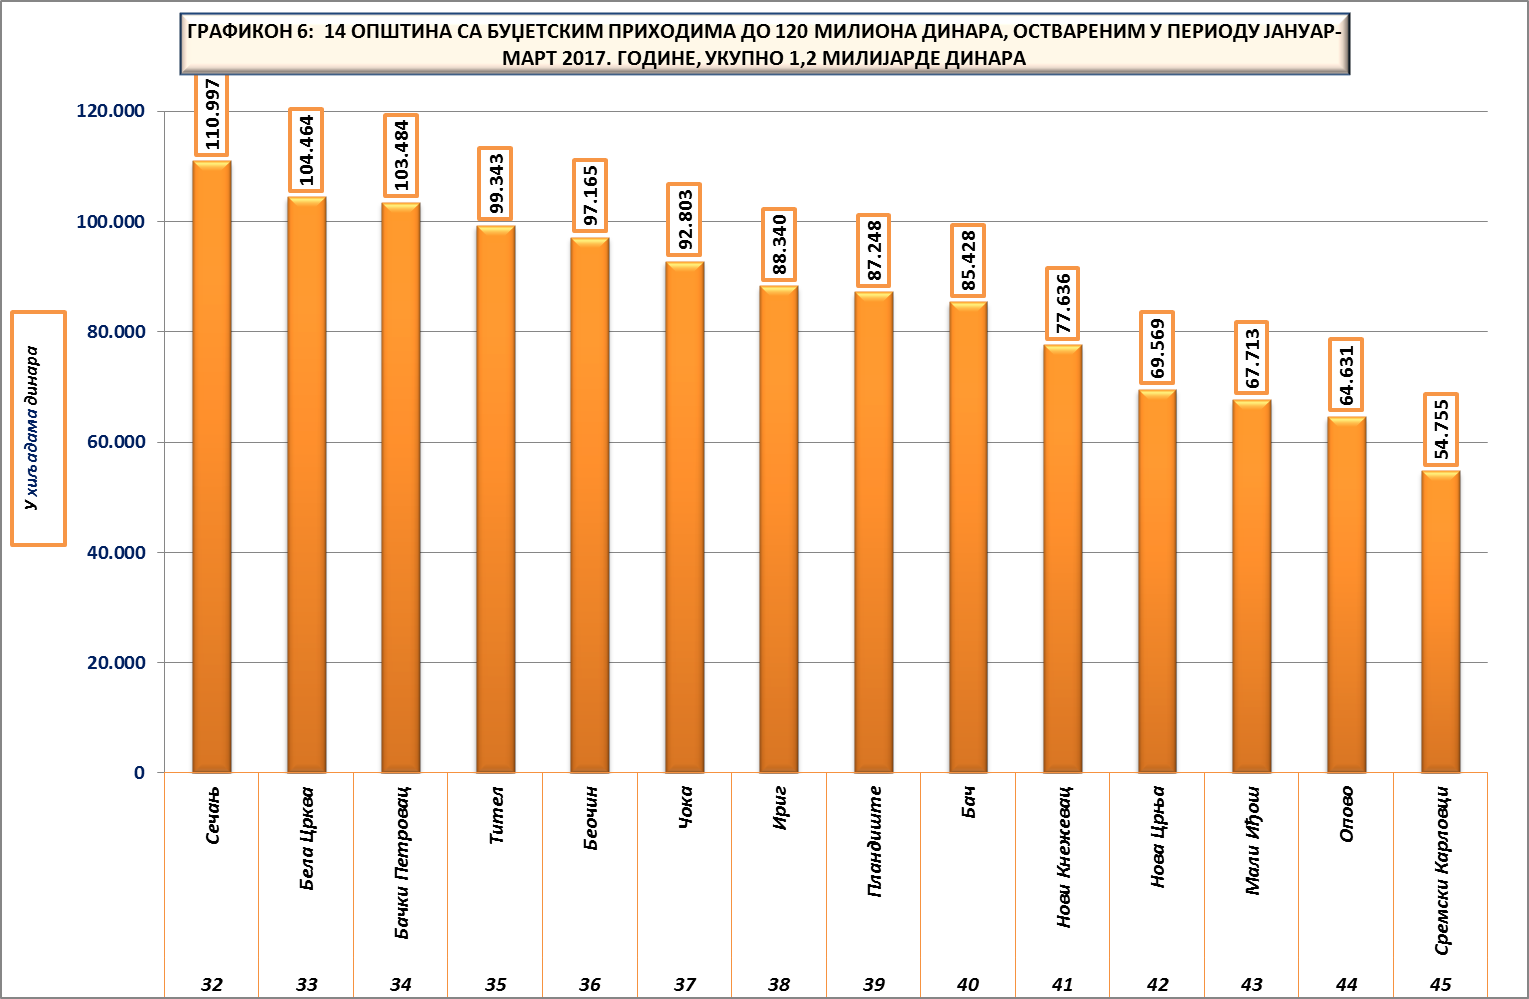 ГРАФИКОН 6:  14 ОПШТИНА СА БУЏЕТСКИМ ПРИХОДИМА ДО 120 МИЛИОНА ДИНАРА, ОСТВАРЕНИМ У ПЕРИОДУ ЈАНУАР-
МАРТ 2017. ГОДИНЕ, УКУПНО 1,2 МИЛИЈАРДЕ ДИНАРА
У хиљадама динара
120.000
100.000
80.000
60.000
40.000
20.000
0
110.997
104.464
103.484
99.343
97.165
92.803
88.340
87.248
85.428
77.636
69.569
67.713
64.631
54.755
Сечањ
Бела Црква
Бачки Петровац
Тител
Беочин
Чока
Ириг
Пландиште
Бач
Нови Кнежевац
Нова Црња
Мали Иђош
Опово
Сремски Карловци
32
33
34
35
36
37
38
39
40
41
42
43
44
45